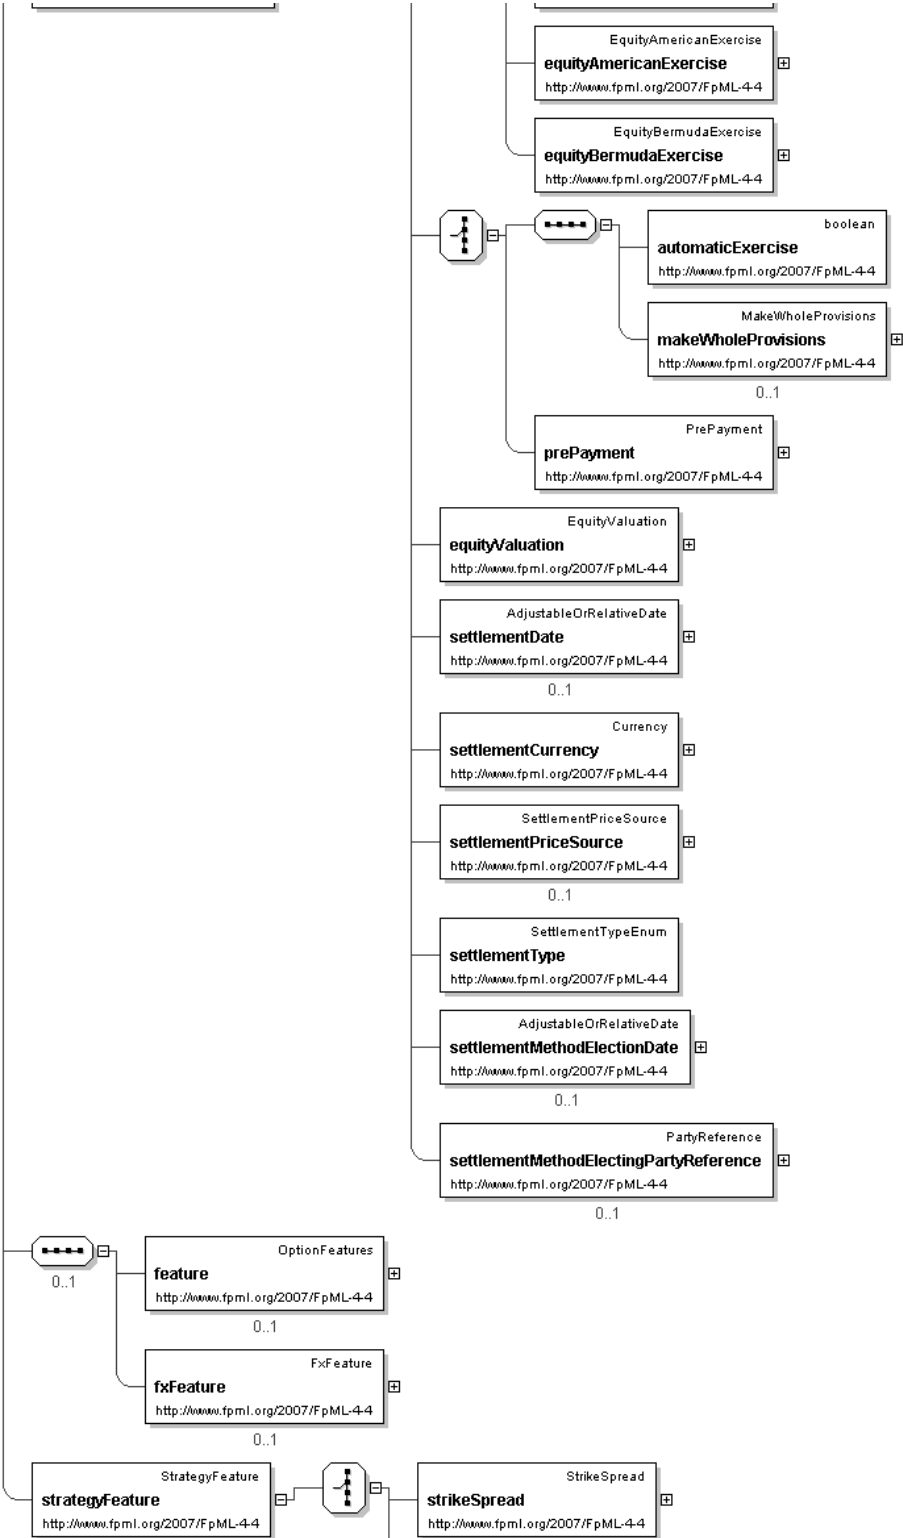 EquityAmericanExercise
equityAmericanExercise
http://www.fpml.org/2007/FpML-4-4
EquityBermudaExercise
equityBermudaExercise
http://www.fpml.org/2007/FpML-4-4
boolean
automaticExercise
http://www.fpml.org/2007/FpML-4-4
MakeWholeProvisions
makeWholeProvisions
http://www.fpml.org/2007/FpML-4-4
0..1
PrePayment
prePayment
http://www.fpml.org/2007/FpML-4-4
EquityValuation
equityValuation
http://www.fpml.org/2007/FpML-4-4
AdjustableOrRelativeDate
settlementDate
http://www.fpml.org/2007/FpML-4-4
0..1
Currency
settlementCurrency
http://www.fpml.org/2007/FpML-4-4
SettlementPriceSource
settlementPriceSource
http://www.fpml.org/2007/FpML-4-4
0..1
SettlementTypeEnum
settlementType
http://www.fpml.org/2007/FpML-4-4
AdjustableOrRelativeDate
settlementMethodElectionDate
http://www.fpml.org/2007/FpML-4-4
0..1
PartyReference
settlementMethodElectingPartyReference
http://www.fpml.org/2007/FpML-4-4
0..1
0..1
OptionFeatures
feature
http://www.fpml.org/2007/FpML-4-4
0..1
FxFeature
fxFeature
http://www.fpml.org/2007/FpML-4-4
0..1
StrategyFeature
strategyFeature
http://www.fpml.org/2007/FpML-4-4
StrikeSpread
strikeSpread
http://www.fpml.org/2007/FpML-4-4